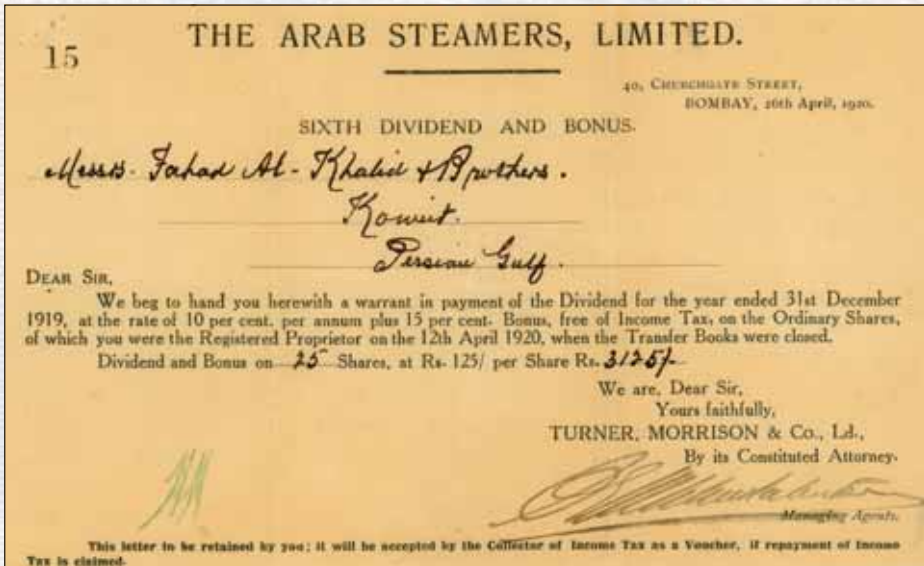 15
THE ARAB STEAMERS, LIMITED.
40, CHURCHGATE STREET,
BOMBAY, 26th April, 1920.
SIXTH DIVIDEND AND BONUS.
Messrs. Fahad Al-Khalid & Brothers.
Koweit.
Persian Gulf.
DEAR SIR,
We beg to hand you herewith a warrant in payment of the Dividend for the year ended 31st December
1919, at the rate of 10 per cent. per annum plus 15 per cent. Bonus, free of Income Tax, on the Ordinary Shares,
of which you were the Registered Proprietor on the 12th April 1920, when the Transfer Books were closed.
Dividend and Bonus on 25 Shares, at Rs. 125/ per Share Rs. 3125/-
We are, Dear Sir,
Yours faithfully,
TURNER, MORRISON & Co., Ld.,
By its Constituted Attorney.
Managing Agents.
This letter to be retained by you; it will be accepted by the Collector of Income Tax as a Voucher, if repayment of Income
Tax is claimed.